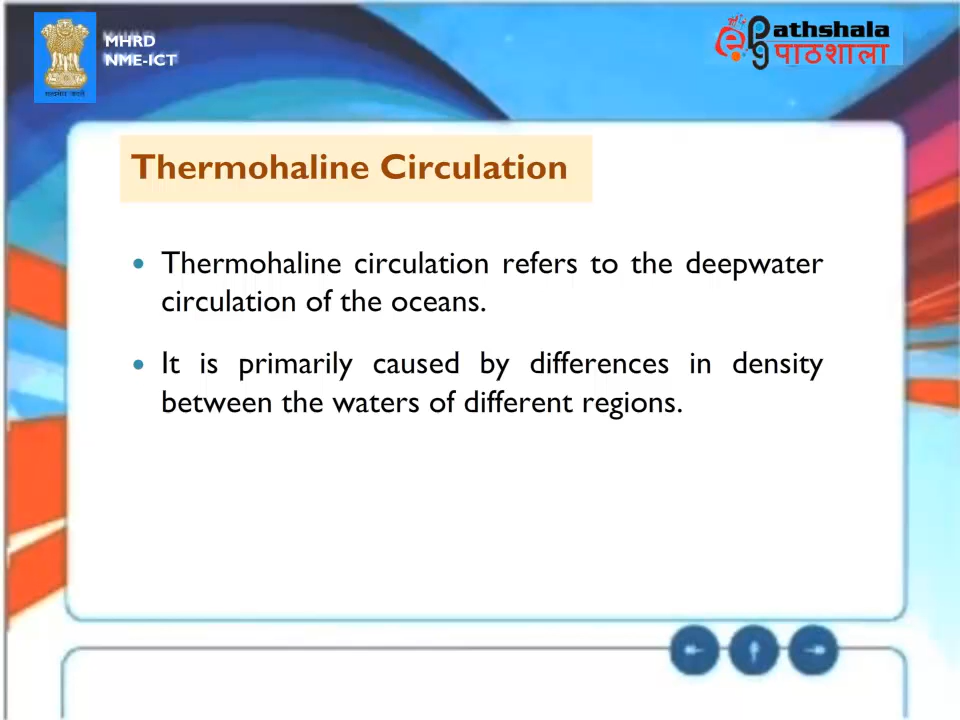 MHRD
NME-ICT
ePG Pathshala
पाठशाला
Thermohaline Circulation
• Thermohaline circulation refers to the deepwater
circulation of the oceans.
• It is primarily caused by differences in density
between the waters of different regions.